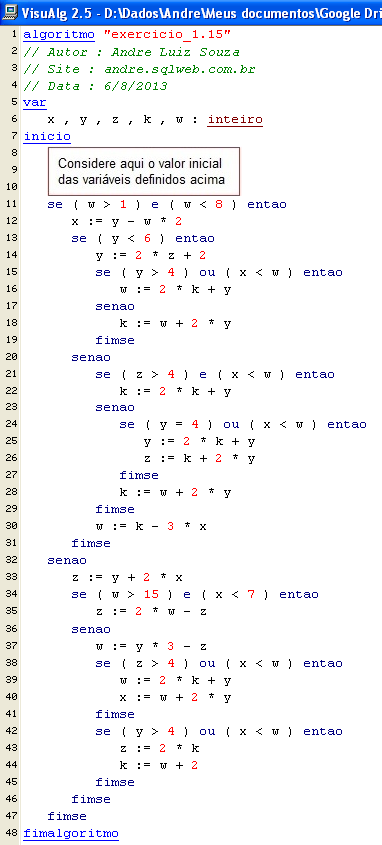 VisuAlg 2.5 - D:\Dados\Andre\Meus documentos\Google Dri
1 algoritmo "exercicio_1.15"
2 // Autor : Andre Luiz Souza
3 // Site : andre.sqlweb.com.br
4 // Data : 6/8/2013
5 var
6 x , y , z , k , w : inteiro
7 inicio
8 Considere aqui o valor inicial
9 das variáveis definidos acima
10
11 se ( w > 1 ) e ( w < 8 ) entao
12 x := y - w * 2
13 se ( y < 6 ) entao
14 y := 2 * z + 2
15 se ( y > 4 ) ou ( x < w ) entao
16 w := 2 * k + y
17 senao
18 k := w + 2 * y
19 fimse
20 senao
21 se ( z > 4 ) e ( x < w ) entao
22 k := 2 * k + y
23 senao
24 se ( y = 4 ) ou ( x < w ) entao
25 y := 2 * k + y
26 z := k + 2 * y
27 fimse
28 k := w + 2 * y
29 fimse
30 w := k - 3 * x
31 fimse
32 senao
33 z := y + 2 * x
34 se ( w > 15 ) e ( x < 7 ) entao
35 z := 2 * w - z
36 senao
37 w := y * 3 - z
38 se ( z > 4 ) ou ( x < w ) entao
39 w := 2 * k + y
40 x := w + 2 * y
41 fimse
42 se ( y > 4 ) ou ( x < w ) entao
43 z := 2 * k
44 k := w + 2
45 fimse
46 fimse
47 fimse
48 fimalgoritmo